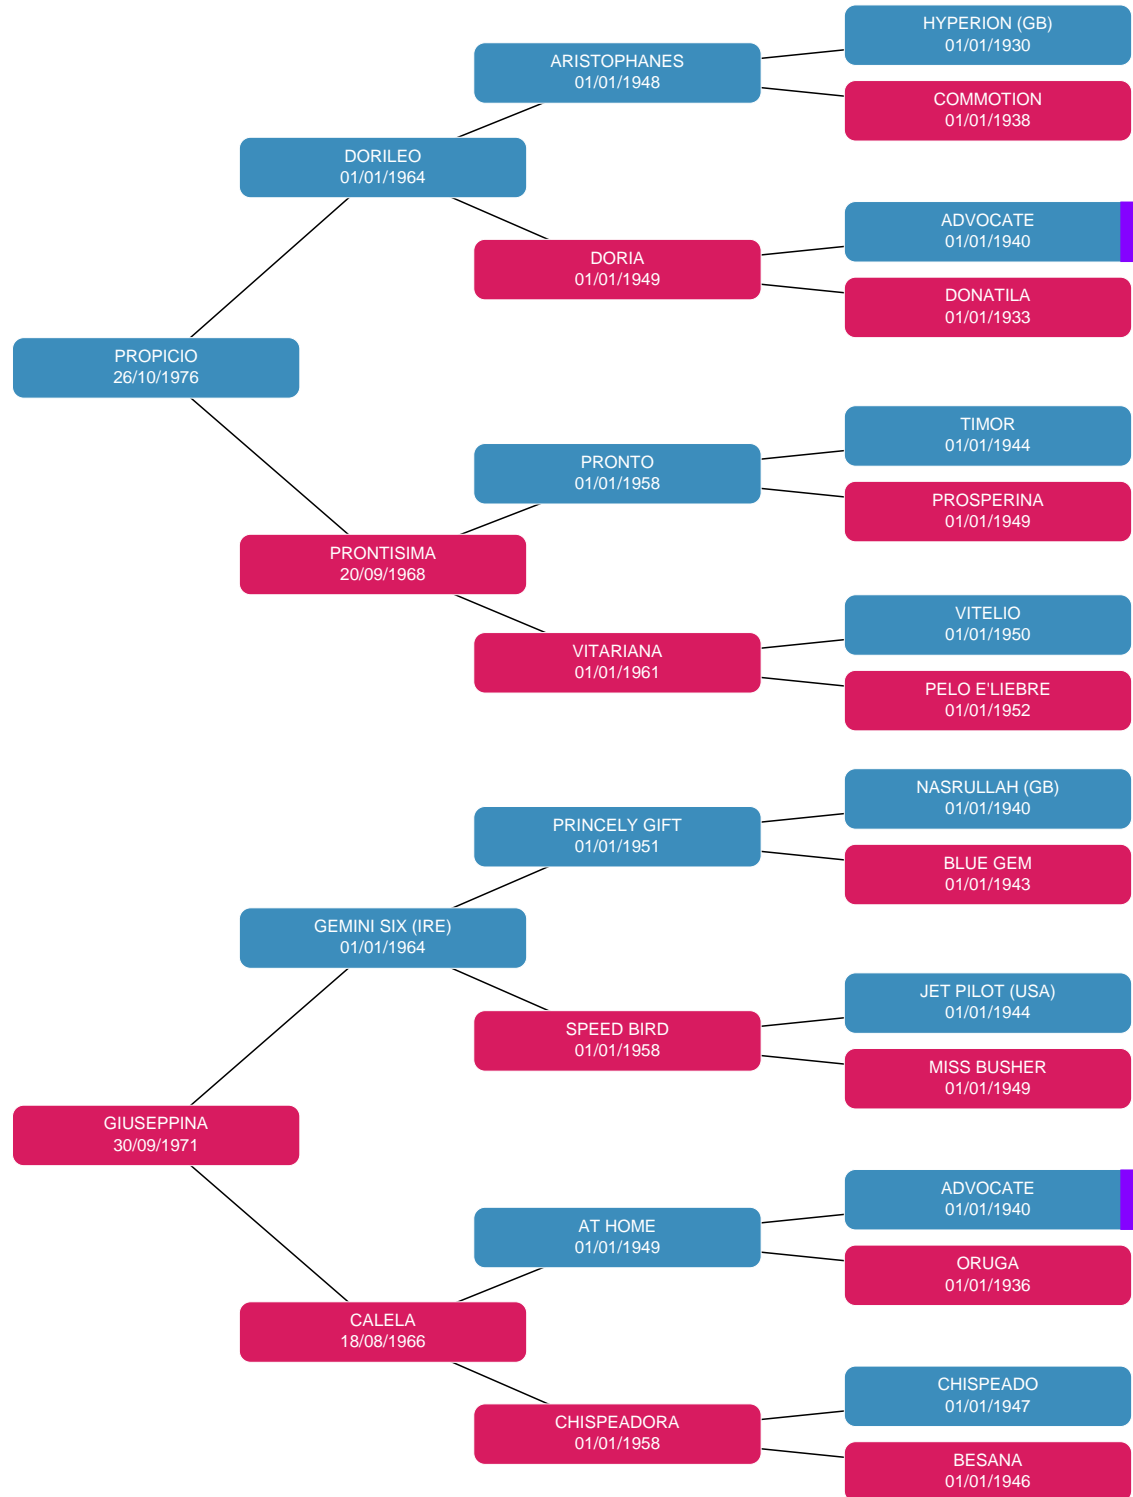 HYPERION (GB)
01/01/1930
ARISTOPHANES
01/01/1948
COMMOTION
01/01/1938
DORILEO
01/01/1964
ADVOCATE
01/01/1940
DORIA
01/01/1949
DONATILA
01/01/1933
PROPICIO
26/10/1976
TIMOR
01/01/1944
PRONTO
01/01/1958
PROSPERINA
01/01/1949
PRONTISIMA
20/09/1968
VITELIO
01/01/1950
VITARIANA
01/01/1961
PELO E'LIEBRE
01/01/1952
NASRULLAH (GB)
01/01/1940
PRINCELY GIFT
01/01/1951
BLUE GEM
01/01/1943
GEMINI SIX (IRE)
01/01/1964
JET PILOT (USA)
01/01/1944
SPEED BIRD
01/01/1958
MISS BUSHER
01/01/1949
GIUSEPPINA
30/09/1971
ADVOCATE
01/01/1940
AT HOME
01/01/1949
ORUGA
01/01/1936
CALELA
18/08/1966
CHISPEADO
01/01/1947
CHISPEADORA
01/01/1958
BESANA
01/01/1946